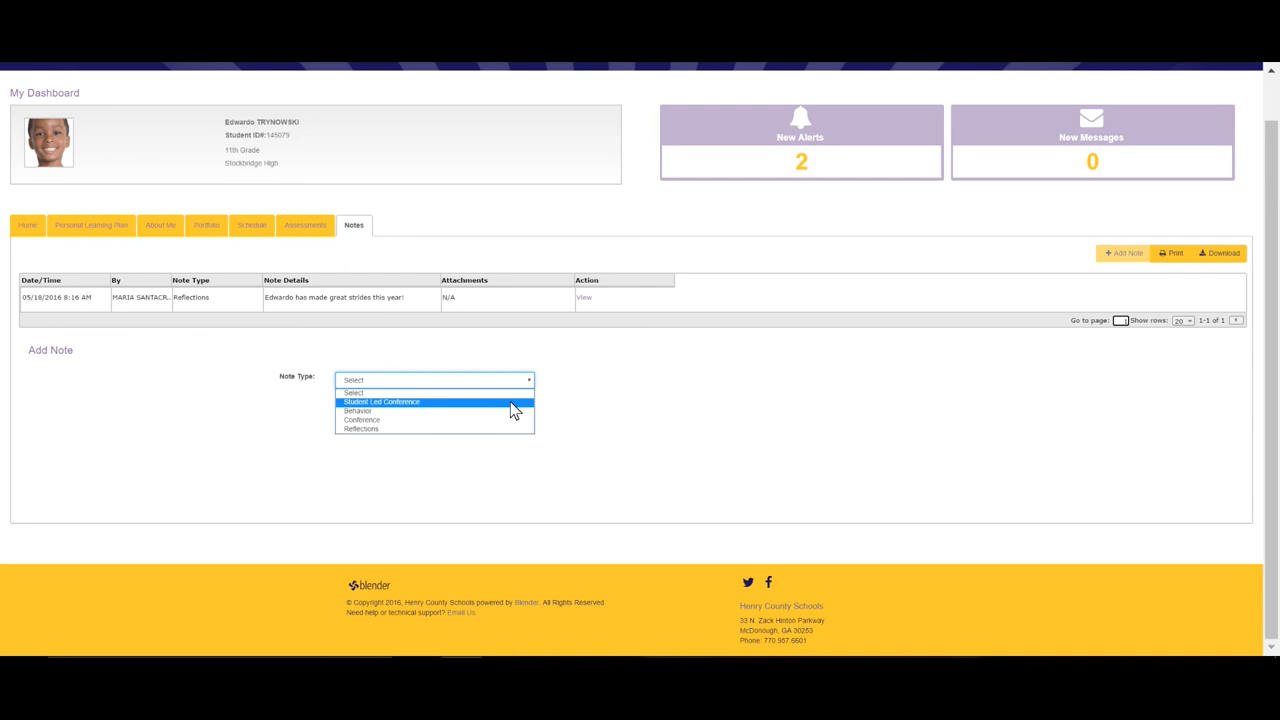 My Dashboard
Edwardo TRYNOWSKI
Student ID#:145079
11th Grade
Stockbridge High
New Alerts
2
New Messages
0
Home Personal Learning Plan About Me Portfolio Schedule Assessments Notes
+ Add Note Print Download
Date/Time By Note Type Note Details Attachments Action
05/18/2016 8:16 AM MARIA SANTACR... Reflections Edwardo has made great strides this year! N/A View
Go to page: 1 Show rows: 20 1-1 of 1
Add Note
Note Type: Select
Select
Student Led Conference
Behavior
Conference
Reflections
blender
© Copyright 2016, Henry County Schools powered by Blender. All Rights Reserved.
Need help or technical support? Email Us.
Henry County Schools
33 N. Zack Hinton Parkway
McDonough, GA 30253
Phone: 770.957.6601